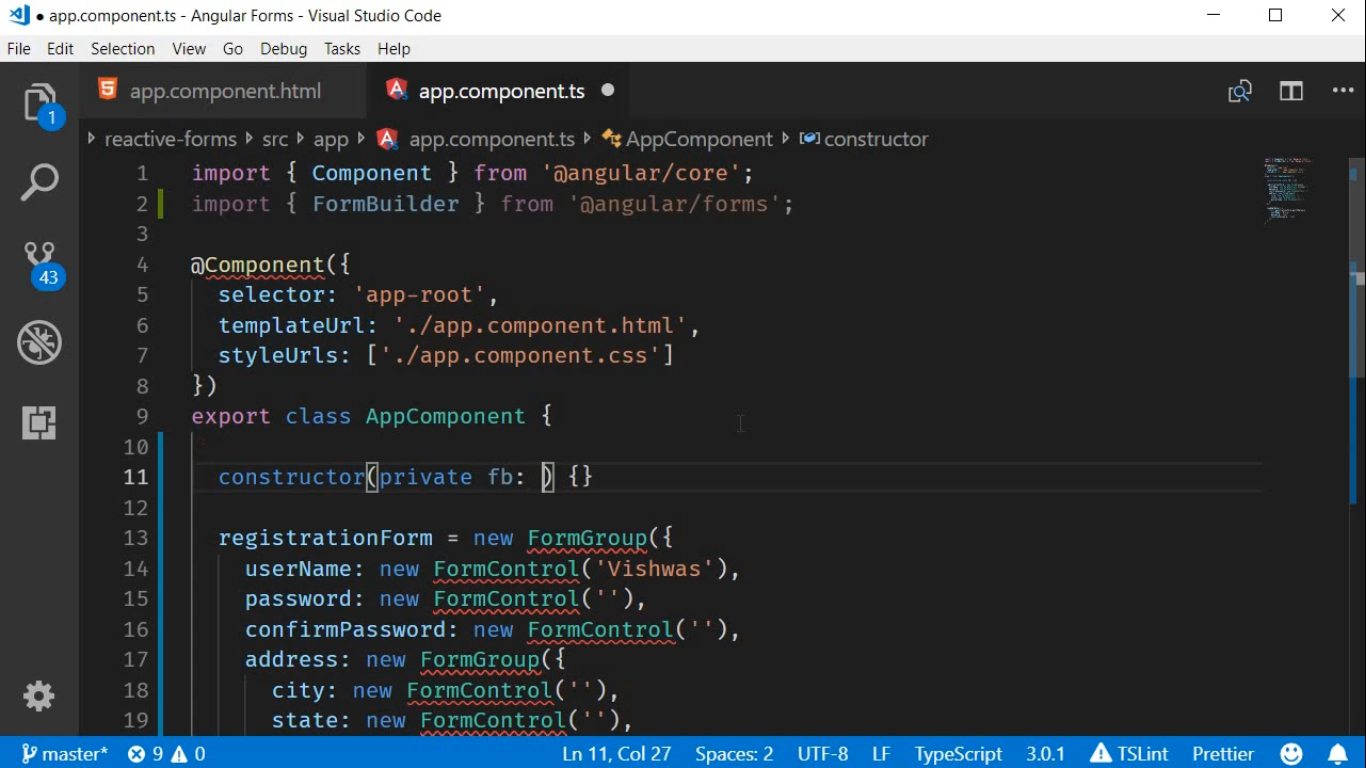 ● app.component.ts - Angular Forms - Visual Studio Code
File Edit Selection View Go Debug Tasks Help
app.component.html app.component.ts
reactive-forms src app app.component.ts AppComponent constructor
1 import { Component } from '@angular/core';
2 import { FormBuilder } from '@angular/forms';
3
4 @Component({
5 selector: 'app-root',
6 templateUrl: './app.component.html',
7 styleUrls: ['./app.component.css']
8 })
9 export class AppComponent {
10
11 constructor(private fb: ) {}
12
13 registrationForm = new FormGroup({
14 userName: new FormControl('Vishwas'),
15 password: new FormControl(''),
16 confirmPassword: new FormControl(''),
17 address: new FormGroup({
18 city: new FormControl(''),
19 state: new FormControl(''),
1
43
master* 9 0 Ln 11, Col 27 Spaces: 2 UTF-8 LF TypeScript 3.0.1 TSLint Prettier